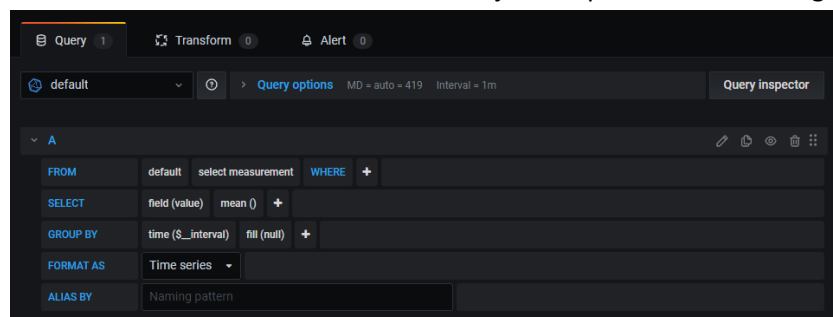 Query 1 Transform 0 Alert 0
default Query options MD = auto = 419 Interval = 1m Query inspector
A
FROM default select measurement WHERE +
SELECT field (value) mean () +
GROUP BY time ($__interval) fill (null) +
FORMAT AS Time series
ALIAS BY Naming pattern